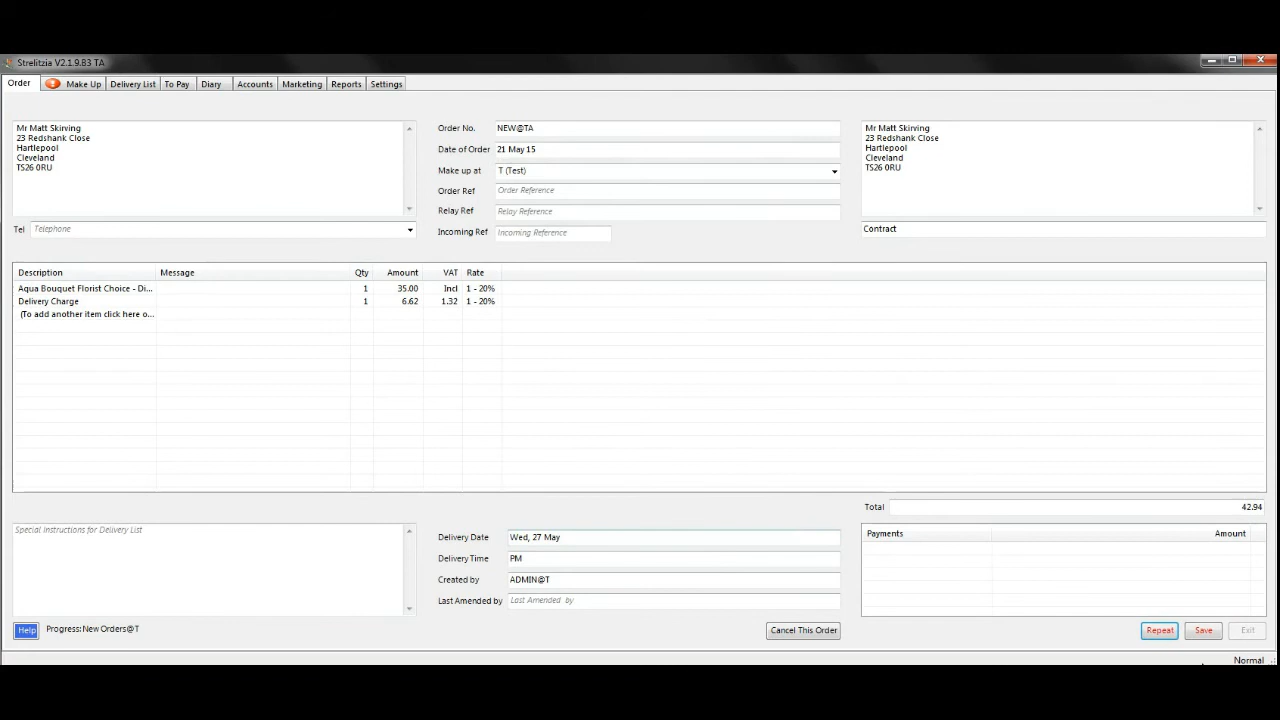 Strelitzia V2.1.9.83 TA
Order Make Up Delivery List To Pay Diary Accounts Marketing Reports Settings
Mr Matt Skirving
23 Redshank Close
Hartlepool
Cleveland
TS26 0RU
Tel Telephone
Order No. NEW@TA
Date of Order 21 May 15
Make up at T (Test)
Order Ref Order Reference
Relay Ref Relay Reference
Incoming Ref Incoming Reference
Mr Matt Skirving
23 Redshank Close
Hartlepool
Cleveland
TS26 0RU
Contract
Description Message Qty Amount VAT Rate
Aqua Bouquet Florist Choice - Di... 1 35.00 Incl 1 - 20%
Delivery Charge 1 6.62 1.32 1 - 20%
(To add another item click here o...
Total 42.94
Special Instructions for Delivery List
Delivery Date Wed, 27 May
Delivery Time PM
Created by ADMIN@T
Last Amended by Last Amended by
Payments Amount
Help Progress:New Orders@T Cancel This Order Repeat Save Exit
Normal